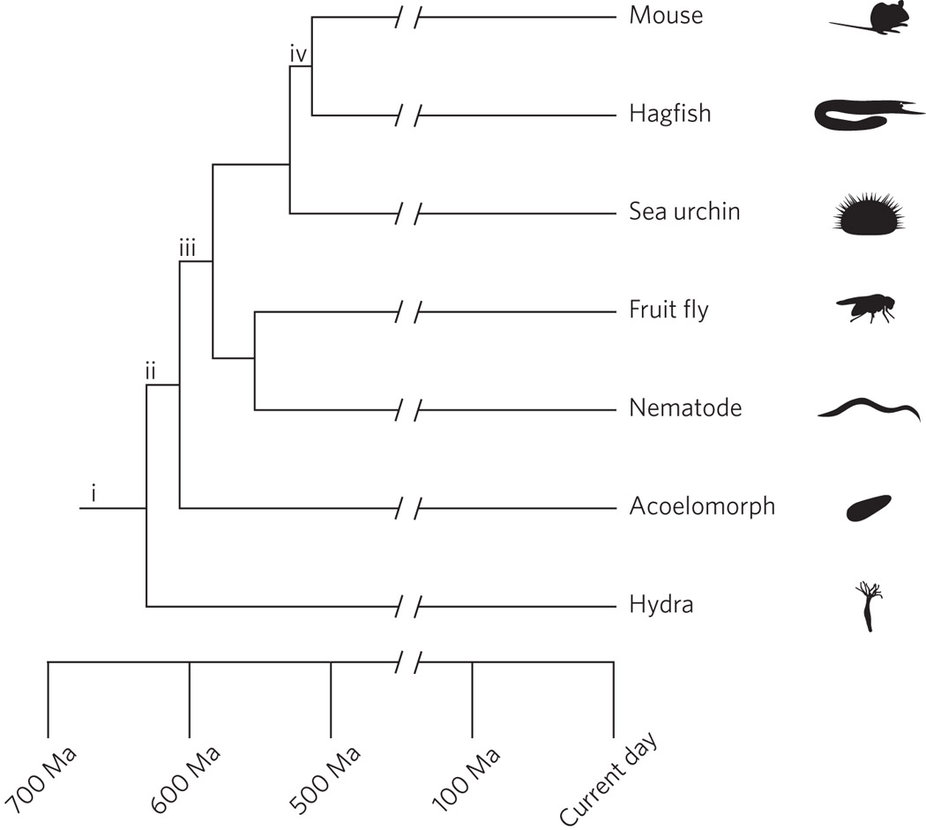 Mouse
iv
Hagfish
Sea urchin
iii
Fruit fly
ii
Nematode
i
Acoelomorph
Hydra
700 Ma
600 Ma
500 Ma
100 Ma
Current day